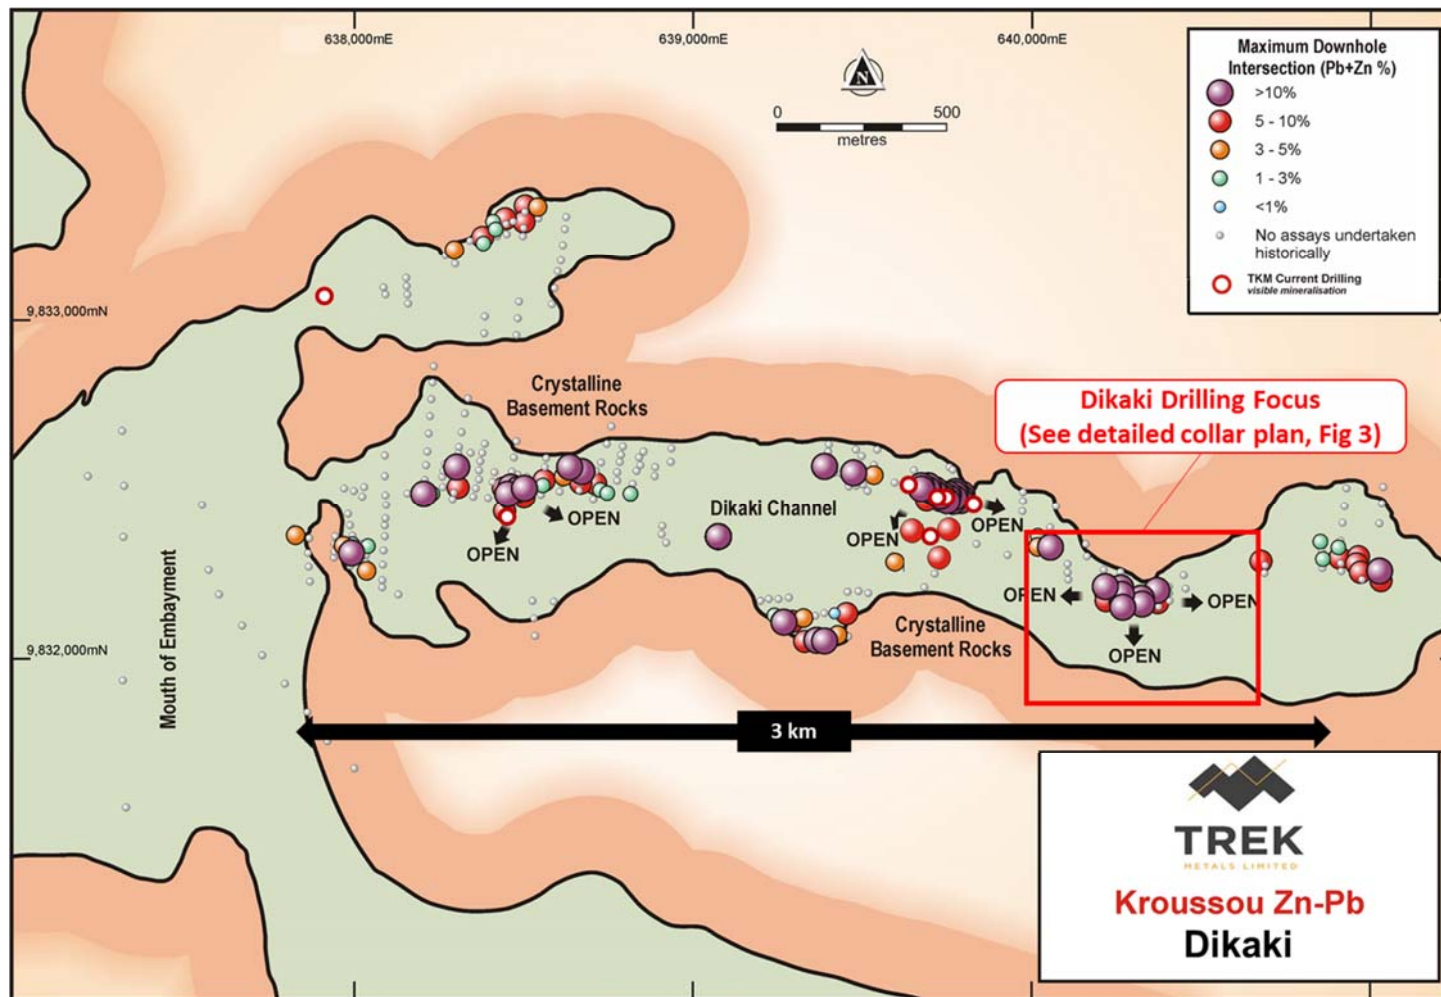 638,000mE
639,000mE
640,000mE
N
0
500
metres
Maximum Downhole
Intersection (Pb+Zn %)
>10%
5 - 10%
3 - 5%
1 - 3%
<1%
No assays undertaken
historically
TKM Current Drilling
visible mineralisation
9,833,000mN
Crystalline
Basement Rocks
Dikaki Drilling Focus
(See detailed collar plan, Fig 3)
Dikaki Channel
OPEN
OPEN
OPEN
OPEN
OPEN
OPEN
OPEN
Crystalline
Basement Rocks
9,832,000mN
Mouth of Embayment
3 km
TREK
METALS LIMITED
Kroussou Zn-Pb
Dikaki